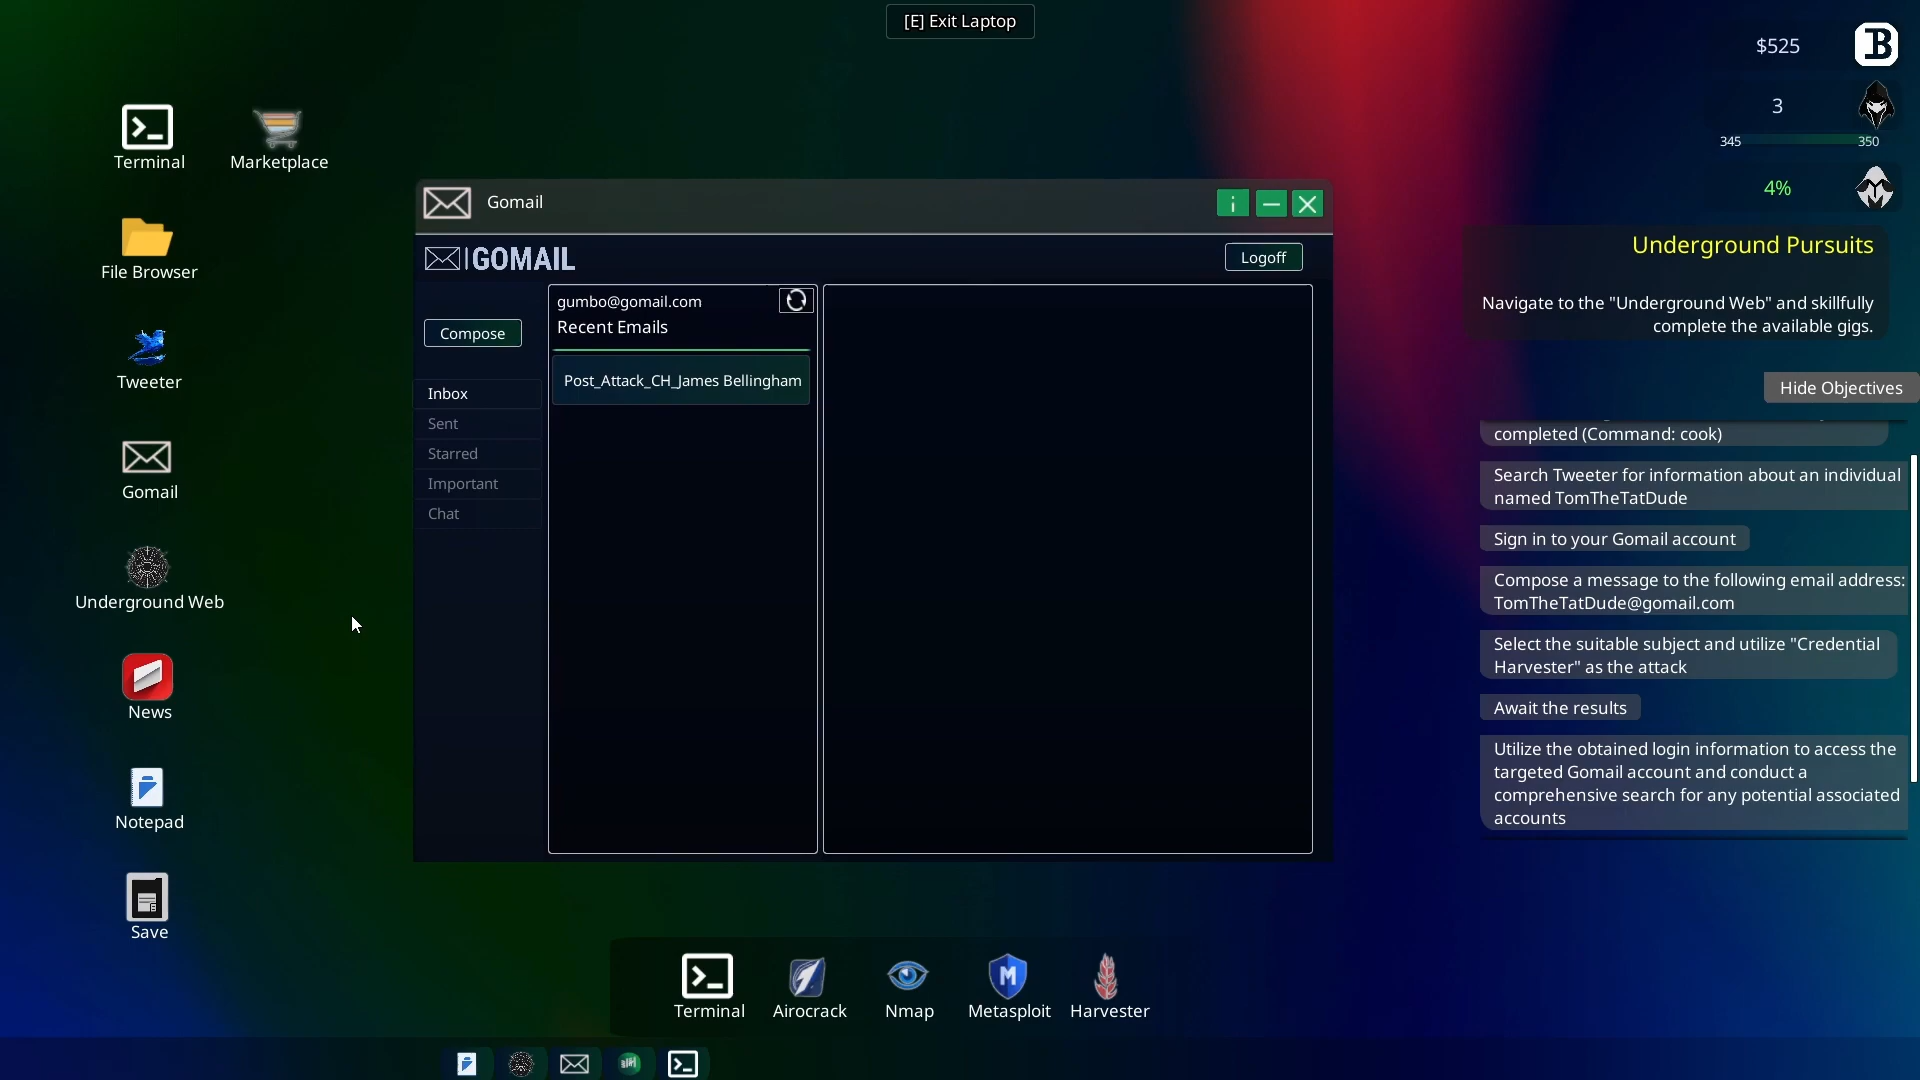 [E] Exit Laptop
$525
B
3
345
350
4%
Terminal
Marketplace
File Browser
Tweeter
Gomail
Underground Web
News
Notepad
Save
Gomail
i
GOMAIL
Logoff
Compose
Inbox
Sent
Starred
Important
Chat
gumbo@gomail.com
Recent Emails
Post_Attack_CH_James Bellingham
Underground Pursuits
Navigate to the "Underground Web" and skillfully
complete the available gigs.
Hide Objectives
completed (Command: cook)
Search Tweeter for information about an individual
named TomTheTatDude
Sign in to your Gomail account
Compose a message to the following email address:
TomTheTatDude@gomail.com
Select the suitable subject and utilize "Credential
Harvester" as the attack
Await the results
Utilize the obtained login information to access the
targeted Gomail account and conduct a
comprehensive search for any potential associated
accounts
Terminal
Airocrack
Nmap
M
Metasploit
Harvester